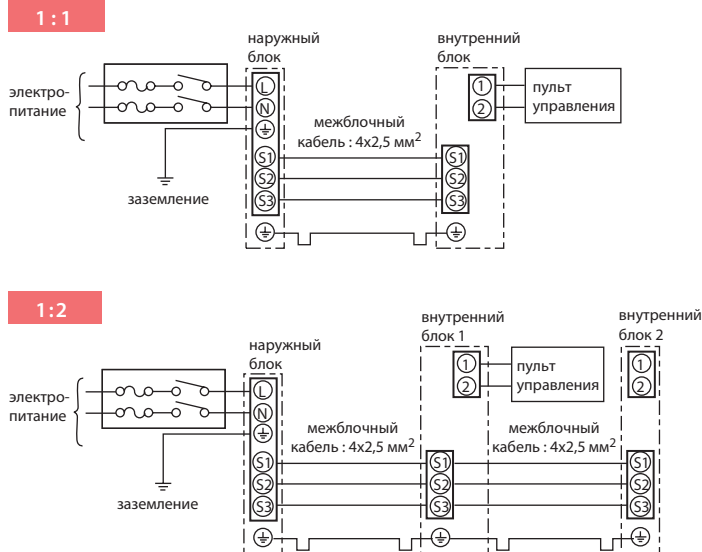 1:1
наружный
блок
внутренний
блок
электро-
питание
L
N
1
2
пульт
управления
межблочный
кабель : 4x2,5 мм²
S1
S2
S3
S1
S2
S3
заземление
1:2
наружный
блок
внутренний
блок 1
внутренний
блок 2
электро-
питание
L
N
1
2
пульт
управления
1
2
межблочный
кабель : 4x2,5 мм²
межблочный
кабель : 4x2,5 мм²
S1
S2
S3
S1
S2
S3
S1
S2
S3
заземление